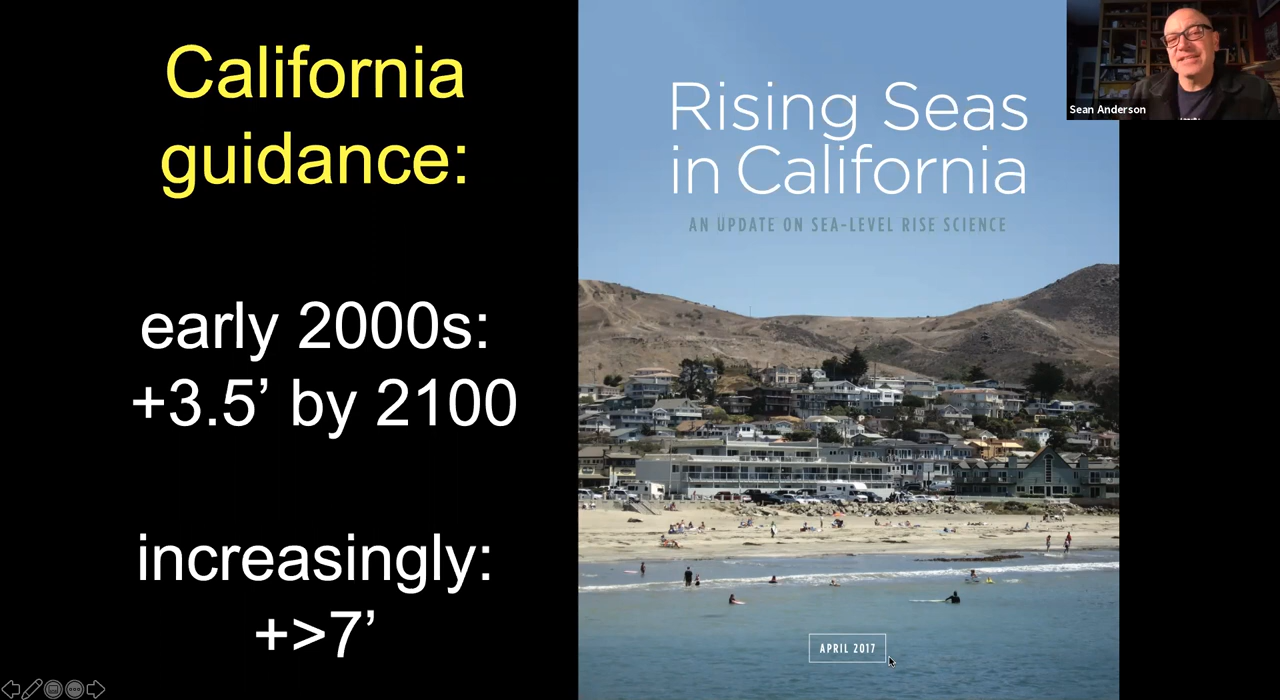 California
guidance:
early 2000s:
+3.5’ by 2100
increasingly:
+>7’
Rising Seas
in California
AN UPDATE ON SEA-LEVEL RISE SCIENCE
APRIL 2017
Sean Anderson